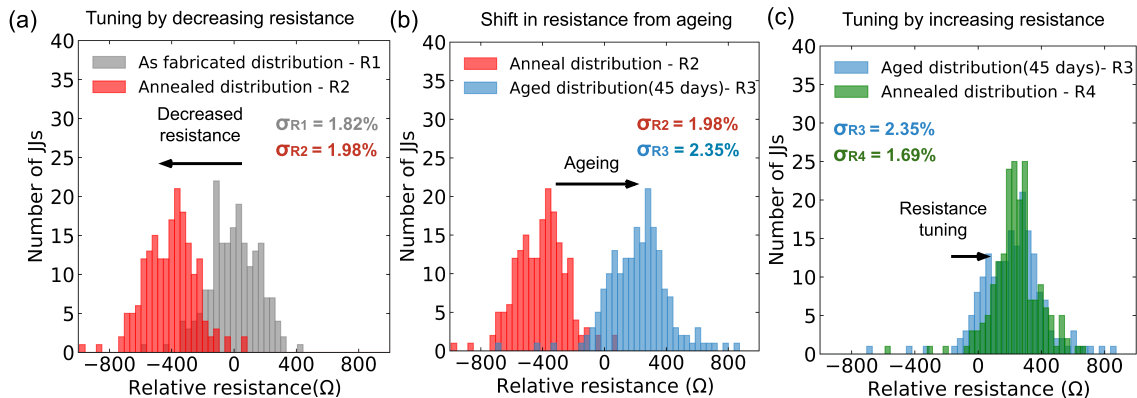 (a)
Tuning by decreasing resistance
40
35
30
25
20
15
10
5
0
Number of JJs
As fabricated distribution - R1
Annealed distribution - R2
Decreased
resistance
σR1 = 1.82%
σR2 = 1.98%
−800
−400
0
400
800
Relative resistance(Ω)
(b)
Shift in resistance from ageing
40
35
30
25
20
15
10
5
0
Number of JJs
Anneal distribution - R2
Aged distribution(45 days)- R3
σR2 = 1.98%
σR3 = 2.35%
Ageing
−800
−400
0
400
800
Relative resistance(Ω)
(c)
Tuning by increasing resistance
40
35
30
25
20
15
10
5
0
Number of JJs
Aged distribution(45 days)- R3
Annealed distribution - R4
σR3 = 2.35%
σR4 = 1.69%
Resistance
tuning
−800
−400
0
400
800
Relative resistance (Ω)